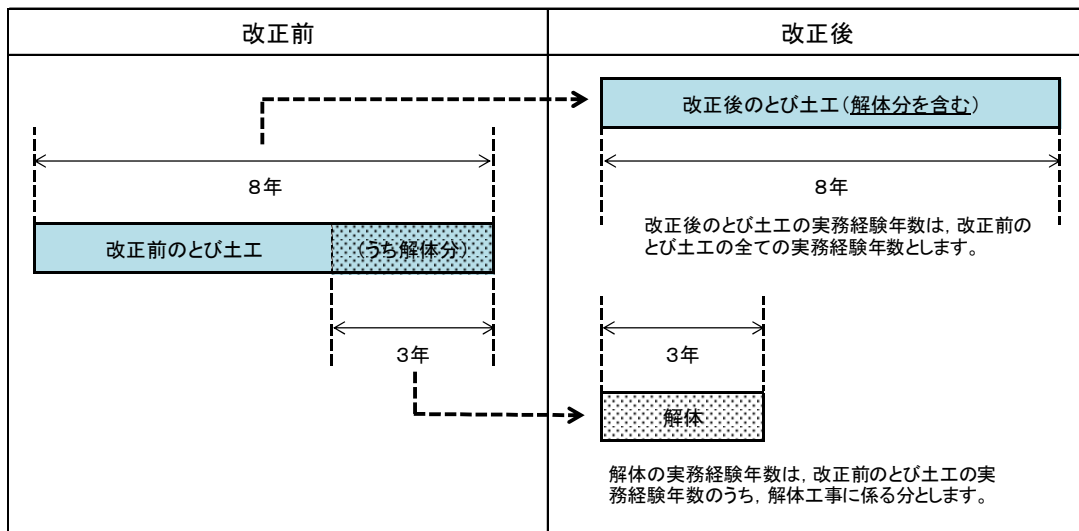 改正前
改正後
8年
改正前のとび土工
(うち解体分)
3年
改正後のとび土工(解体分を含む)
8年
改正後のとび土工の実務経験年数は,改正前の
とび土工の全ての実務経験年数とします。
3年
解体
解体の実務経験年数は,改正前のとび土工の実
務経験年数のうち,解体工事に係る分とします。